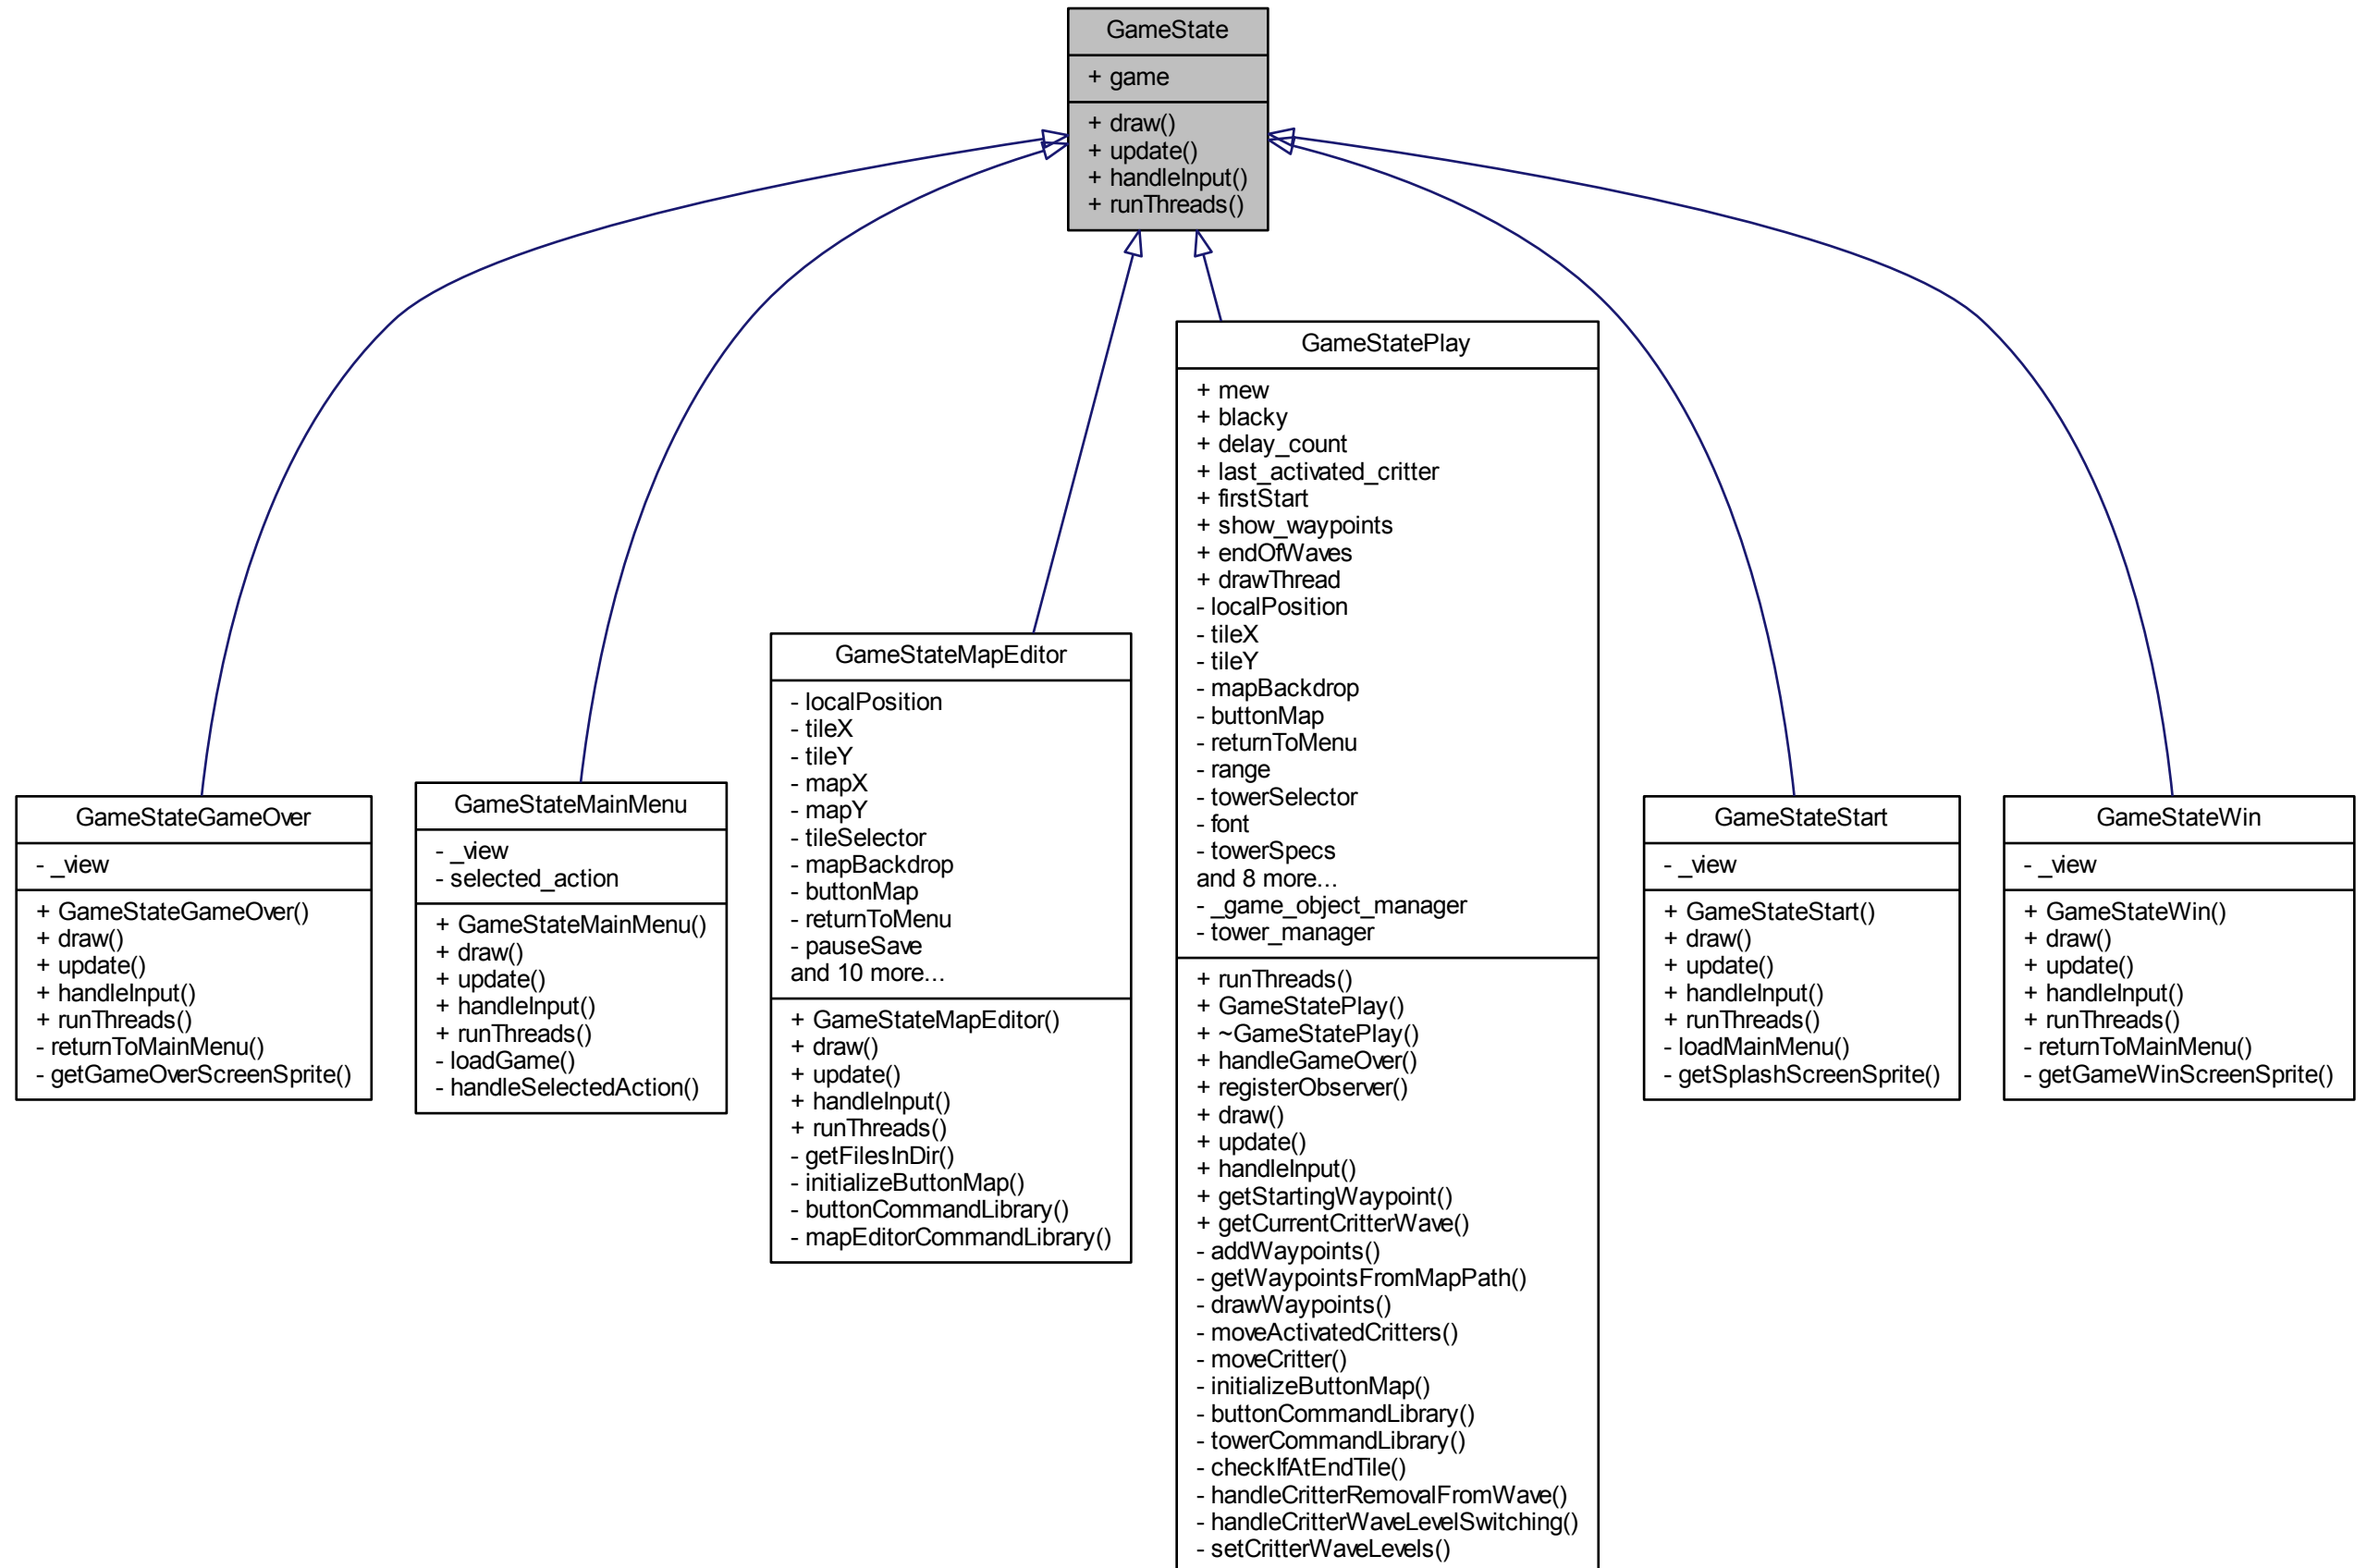 GameState
+ game
+ draw()
+ update()
+ handleInput()
+ runThreads()
GameStateGameOver
- _view
+ GameStateGameOver()
+ draw()
+ update()
+ handleInput()
+ runThreads()
- returnToMainMenu()
- getGameOverScreenSprite()
GameStateMainMenu
- _view
- selected_action
+ GameStateMainMenu()
+ draw()
+ update()
+ handleInput()
+ runThreads()
- loadGame()
- handleSelectedAction()
GameStateMapEditor
- localPosition
- tileX
- tileY
- mapX
- mapY
- tileSelector
- mapBackdrop
- buttonMap
- returnToMenu
- pauseSave
and 10 more...
+ GameStateMapEditor()
+ draw()
+ update()
+ handleInput()
+ runThreads()
- getFilesInDir()
- initializeButtonMap()
- buttonCommandLibrary()
- mapEditorCommandLibrary()
GameStatePlay
+ mew
+ blacky
+ delay_count
+ last_activated_critter
+ firstStart
+ show_waypoints
+ endOfWaves
+ drawThread
- localPosition
- tileX
- tileY
- mapBackdrop
- buttonMap
- returnToMenu
- range
- towerSelector
- font
- towerSpecs
and 8 more...
- _game_object_manager
- tower_manager
+ runThreads()
+ GameStatePlay()
+ ~GameStatePlay()
+ handleGameOver()
+ registerObserver()
+ draw()
+ update()
+ handleInput()
+ getStartingWaypoint()
+ getCurrentCritterWave()
- addWaypoints()
- getWaypointsFromMapPath()
- drawWaypoints()
- moveActivatedCritters()
- moveCritter()
- initializeButtonMap()
- buttonCommandLibrary()
- towerCommandLibrary()
- checkIfAtEndTile()
- handleCritterRemovalFromWave()
- handleCritterWaveLevelSwitching()
- setCritterWaveLevels()
GameStateStart
- _view
+ GameStateStart()
+ draw()
+ update()
+ handleInput()
+ runThreads()
- loadMainMenu()
- getSplashScreenSprite()
GameStateWin
- _view
+ GameStateWin()
+ draw()
+ update()
+ handleInput()
+ runThreads()
- returnToMainMenu()
- getGameWinScreenSprite()